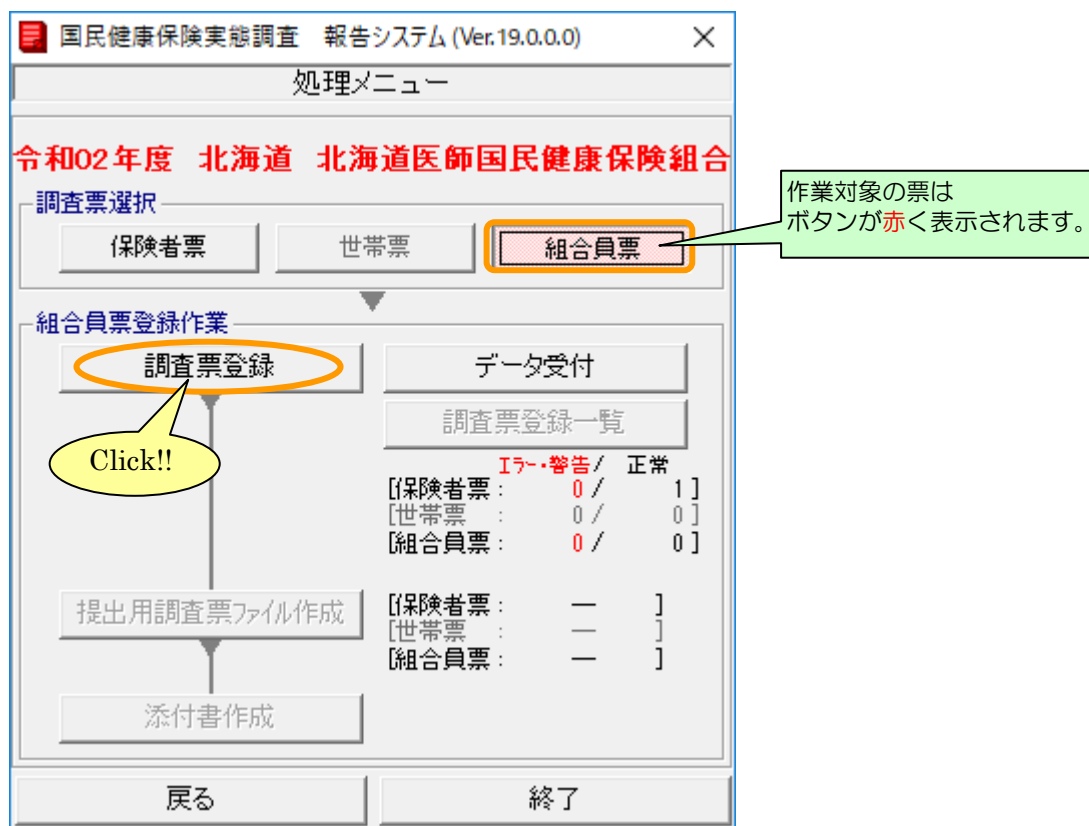 国民健康保険実態調査 報告システム (Ver.19.0.0.0)
処理メニュー
令和02年度 北海道 北海道医師国民健康保険組合
調査票選択
保険者票 世帯票 組合員票
作業対象の票は
ボタンが赤く表示されます。
組合員票登録作業
調査票登録 データ受付
Click!!
調査票登録一覧
エラー・警告/ 正常
[保険者票: 0/ 1]
[世帯票 : 0/ 0]
[組合員票: 0/ 0]
提出用調査票ファイル作成
[保険者票: ― ]
[世帯票 : ― ]
[組合員票: ― ]
添付書作成
戻る 終了